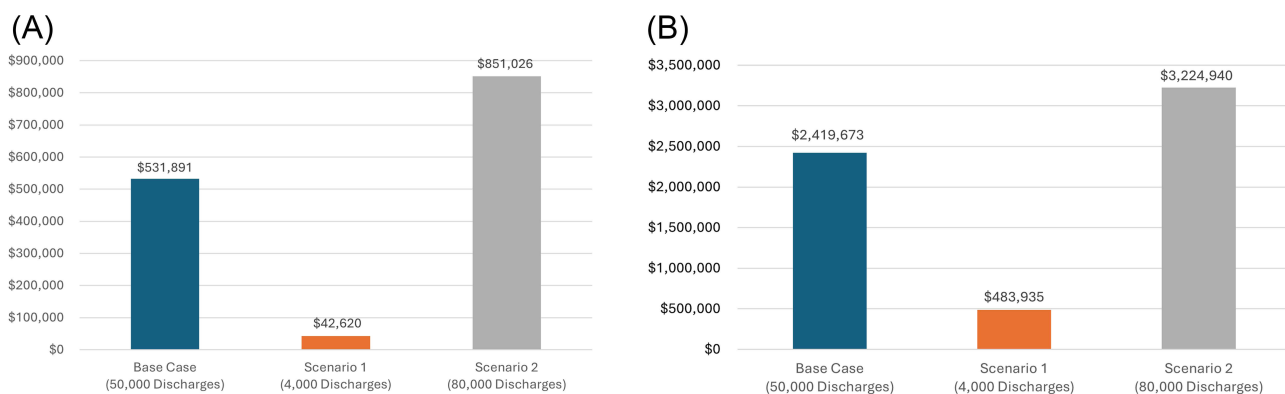 (A)
$900,000
$800,000
$700,000
$600,000
$500,000
$400,000
$300,000
$200,000
$100,000
$0
$531,891
$42,620
$851,026
Base Case
(50,000 Discharges)
Scenario 1
(4,000 Discharges)
Scenario 2
(80,000 Discharges)
(B)
$3,500,000
$3,000,000
$2,500,000
$2,000,000
$1,500,000
$1,000,000
$500,000
$0
$2,419,673
$483,935
$3,224,940
Base Case
(50,000 Discharges)
Scenario 1
(4,000 Discharges)
Scenario 2
(80,000 Discharges)